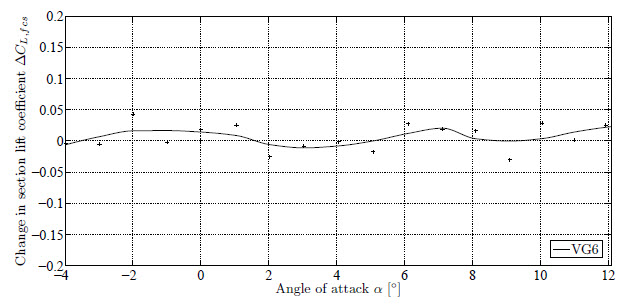 Change in section lift coefficient ΔC_{L,fcs}
0.2
0.15
0.1
0.05
0
−0.05
−0.1
−0.15
−0.2
VG6
−4 −2 0 2 4 6 8 10 12
Angle of attack α [°]